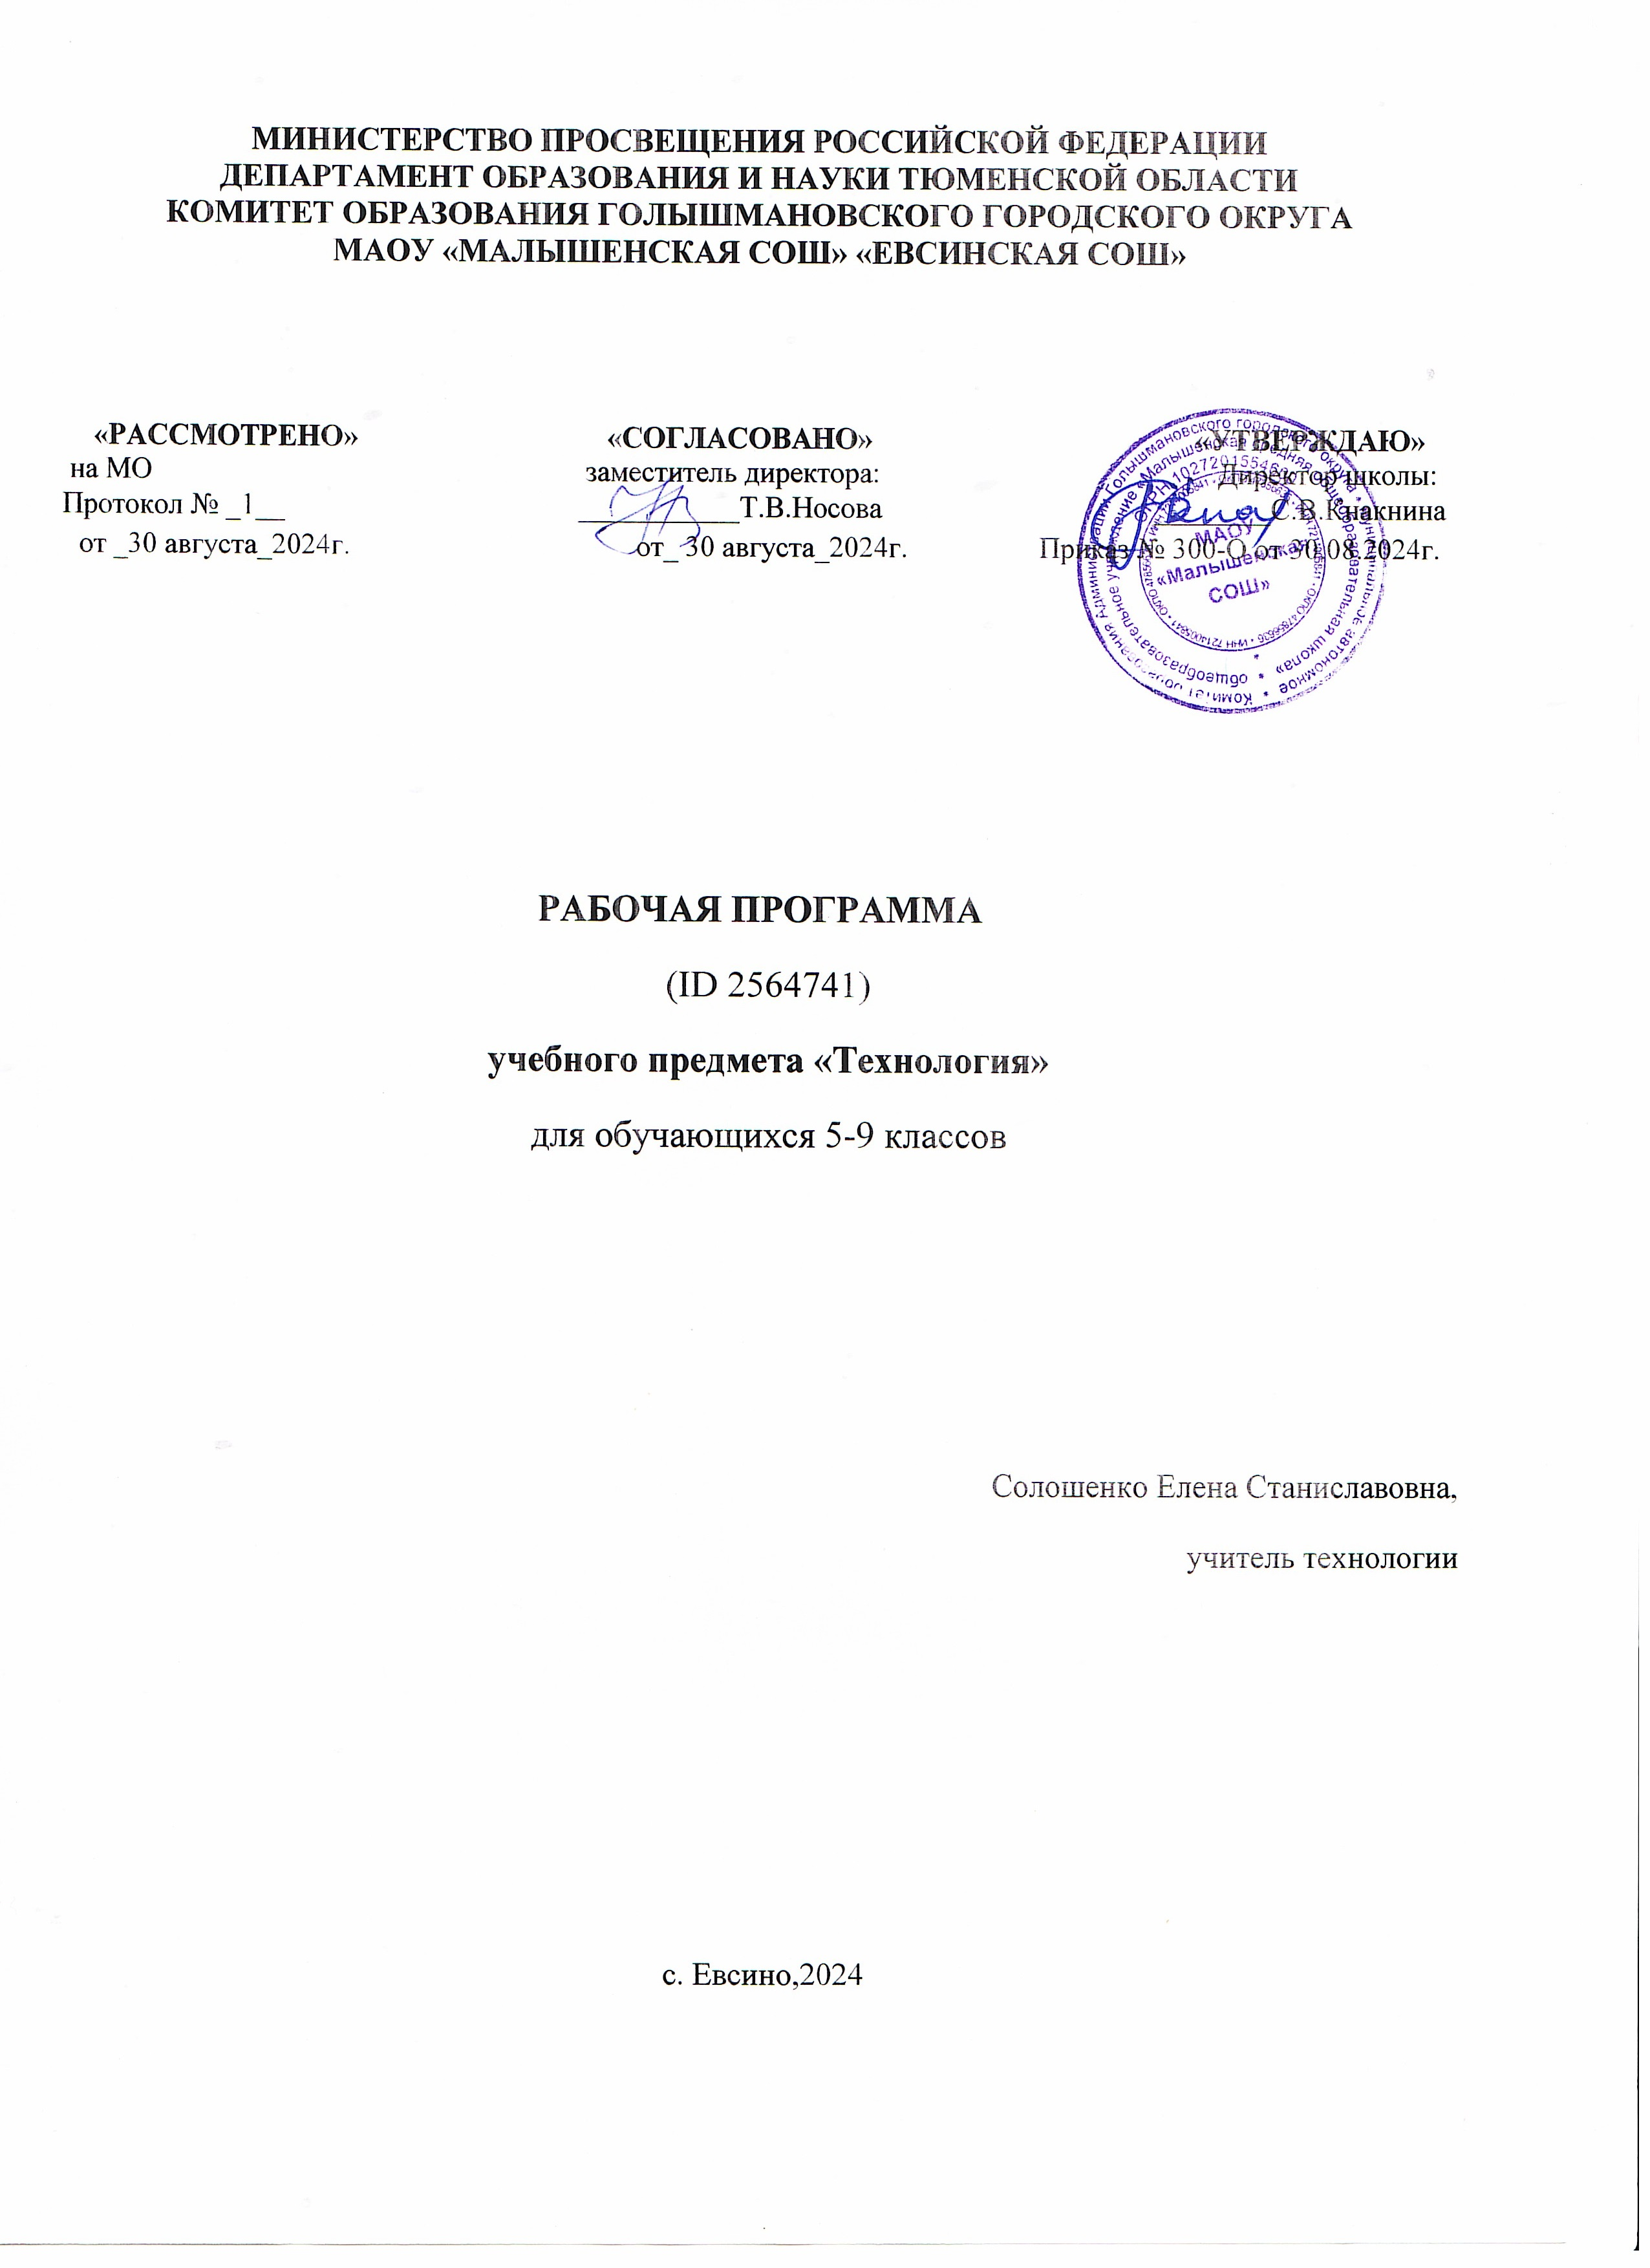 МИНИСТЕРСТВО ПРОСВЕЩЕНИЯ РОССИЙСКОЙ ФЕДЕРАЦИИ
ДЕПАРТАМЕНТ ОБРАЗОВАНИЯ И НАУКИ ТЮМЕНСКОЙ ОБЛАСТИ
КОМИТЕТ ОБРАЗОВАНИЯ ГОЛЫШМАНОВСКОГО ГОРОДСКОГО ОКРУГА
МАОУ «МАЛЫШЕНСКАЯ СОШ» «ЕВСИНСКАЯ СОШ»
«РАССМОТРЕНО»
на МО
Протокол № _1__
от _30 августа_2024г.
«СОГЛАСОВАНО»
заместитель директора:
___________Т.В.Носова
от_ 30 августа_2024г.
«УТВЕРЖДАЮ»
Директор школы:
С.В.Кнакнина
Приказ № 300-О от 30.08.2024г.
МАОУ
«Малышенская
СОШ»
РАБОЧАЯ ПРОГРАММА
(ID 2564741)
учебного предмета «Технология»
для обучающихся 5-9 классов
Солошенко Елена Станиславовна,
учитель технологии
с. Евсино,2024